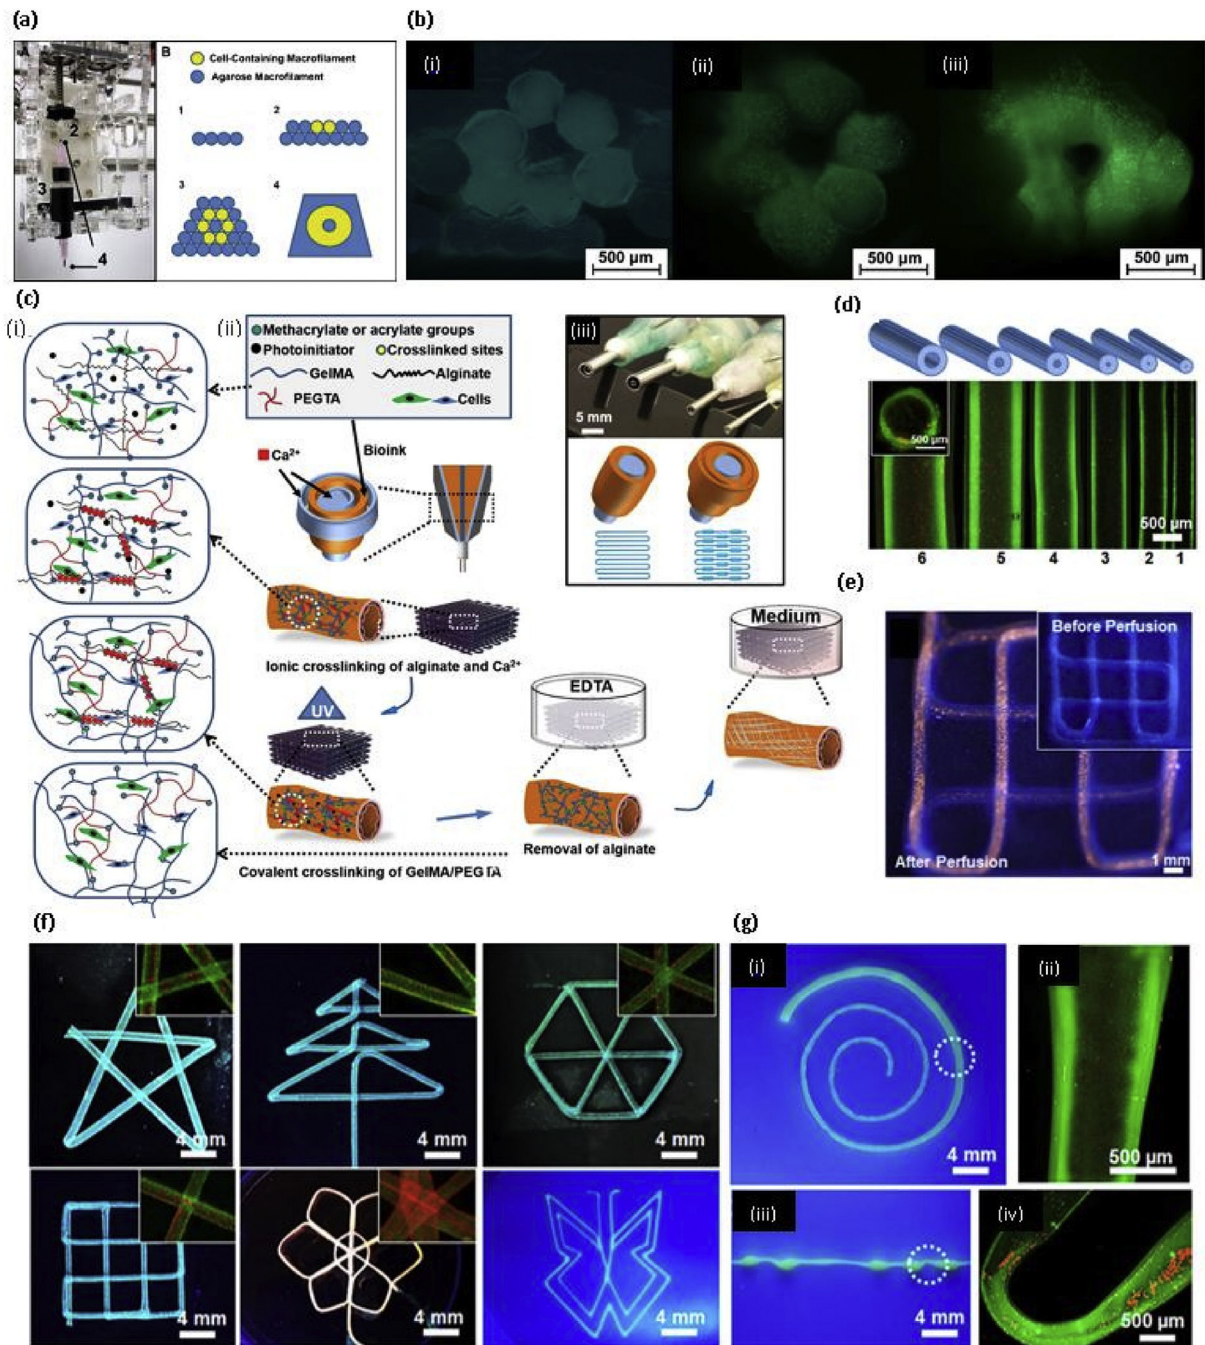 (a)
A
2
3
4
B
Cell-Containing Macrofilament
Agarose Macrofilament
1
2
3
4
(b)
(i)
500 µm
(ii)
500 µm
(iii)
500 µm
(c)
(i)
(ii)
Methacrylate or acrylate groups
Photoinitiator
Crosslinked sites
GelMA
Alginate
PEGTA
Cells
Ca²⁺
Bioink
Ionic crosslinking of alginate and Ca²⁺
UV
EDTA
Medium
Removal of alginate
Covalent crosslinking of GelMA/PEGTA
(iii)
5 mm
(d)
500 µm
500 µm
6
5
4
3
2
1
(e)
Before Perfusion
After Perfusion
1 mm
(f)
4 mm
4 mm
4 mm
4 mm
4 mm
4 mm
(g)
(i)
4 mm
(ii)
500 µm
(iii)
4 mm
(iv)
500 µm